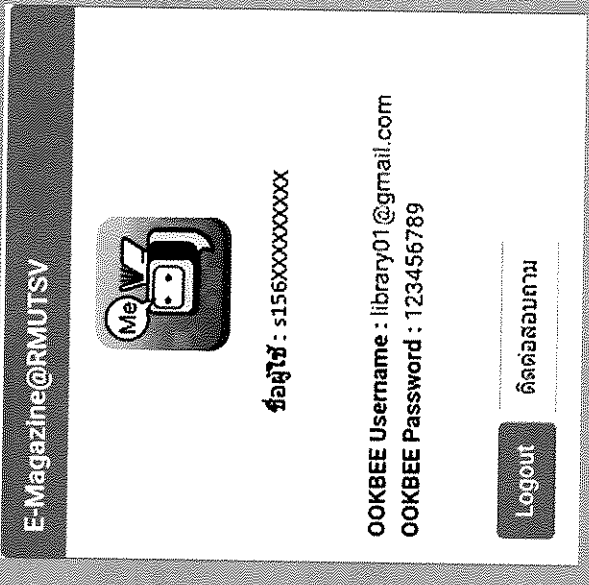 E-Magazine@RMUTSV
Me
ชื่อผู้ใช้ : s156XXXXXXXXXX
OOKBEE Username : library01@gmail.com
OOKBEE Password : 123456789
Logout
ติดต่อสอบถาม